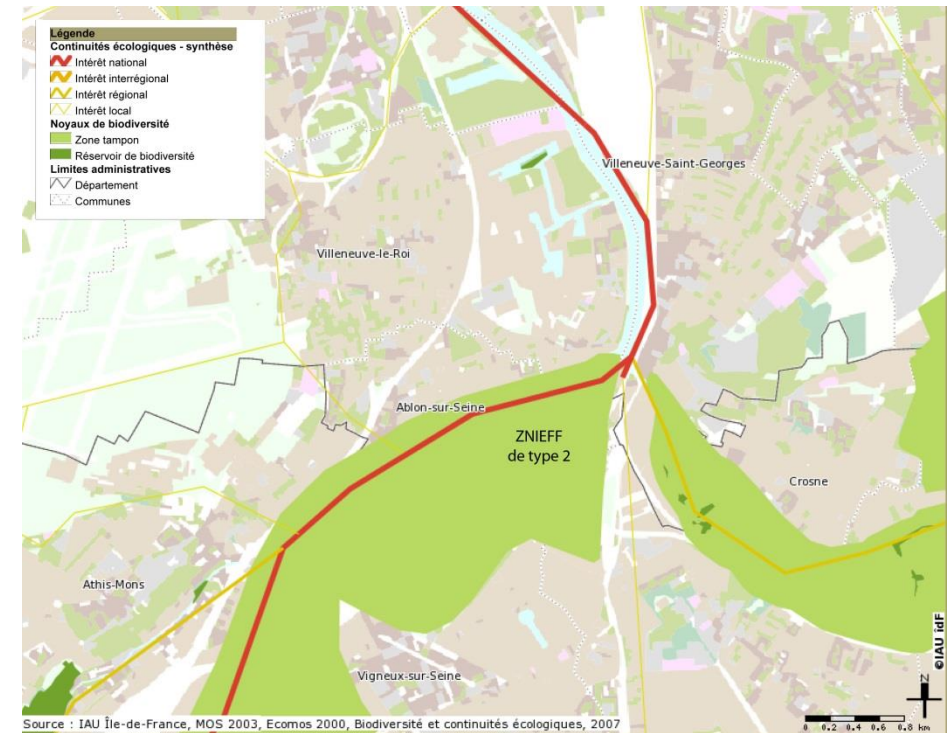 Légende
Continuités écologiques - synthèse
Intérêt national
Intérêt interrégional
Intérêt régional
Intérêt local
Noyaux de biodiversité
Zone tampon
Réservoir de biodiversité
Limites administratives
Département
Communes
Villeneuve-Saint-Georges
Villeneuve-le-Roi
Ablon-sur-Seine
ZNIEFF
de type 2
Crosne
Athis-Mons
Vigneux-sur-Seine
©IAU îdF
N
0 0.2 0.4 0.6 0.8 km
Source : IAU Île-de-France, MOS 2003, Ecomos 2000, Biodiversité et continuités écologiques, 2007